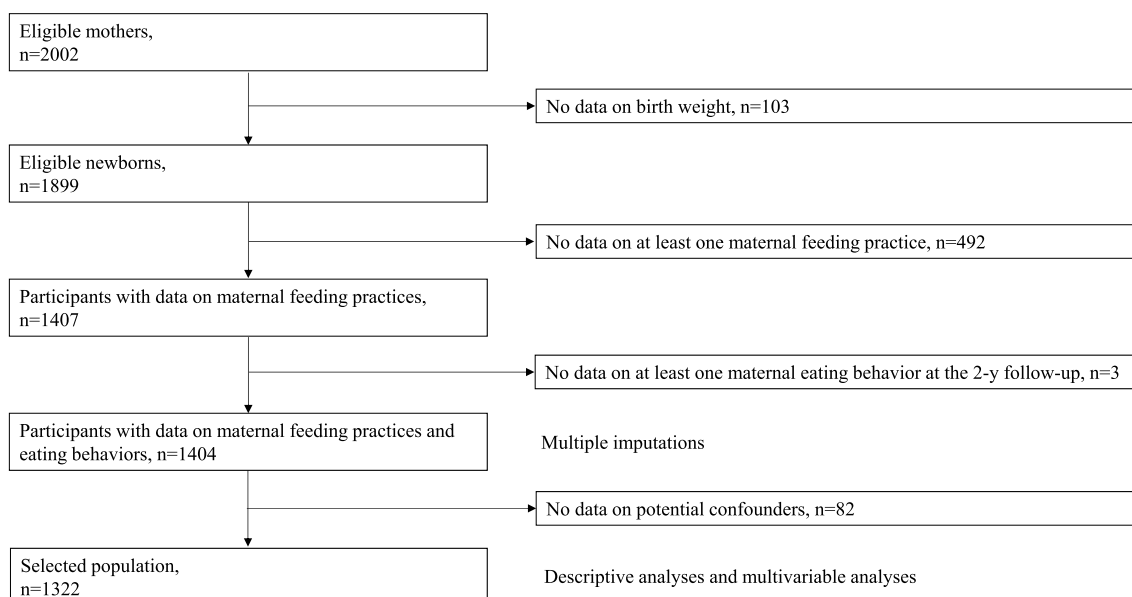 Eligible mothers,
n=2002
No data on birth weight, n=103
Eligible newborns,
n=1899
No data on at least one maternal feeding practice, n=492
Participants with data on maternal feeding practices,
n=1407
No data on at least one maternal eating behavior at the 2-y follow-up, n=3
Participants with data on maternal feeding practices and
eating behaviors, n=1404
Multiple imputations
No data on potential confounders, n=82
Selected population,
n=1322
Descriptive analyses and multivariable analyses